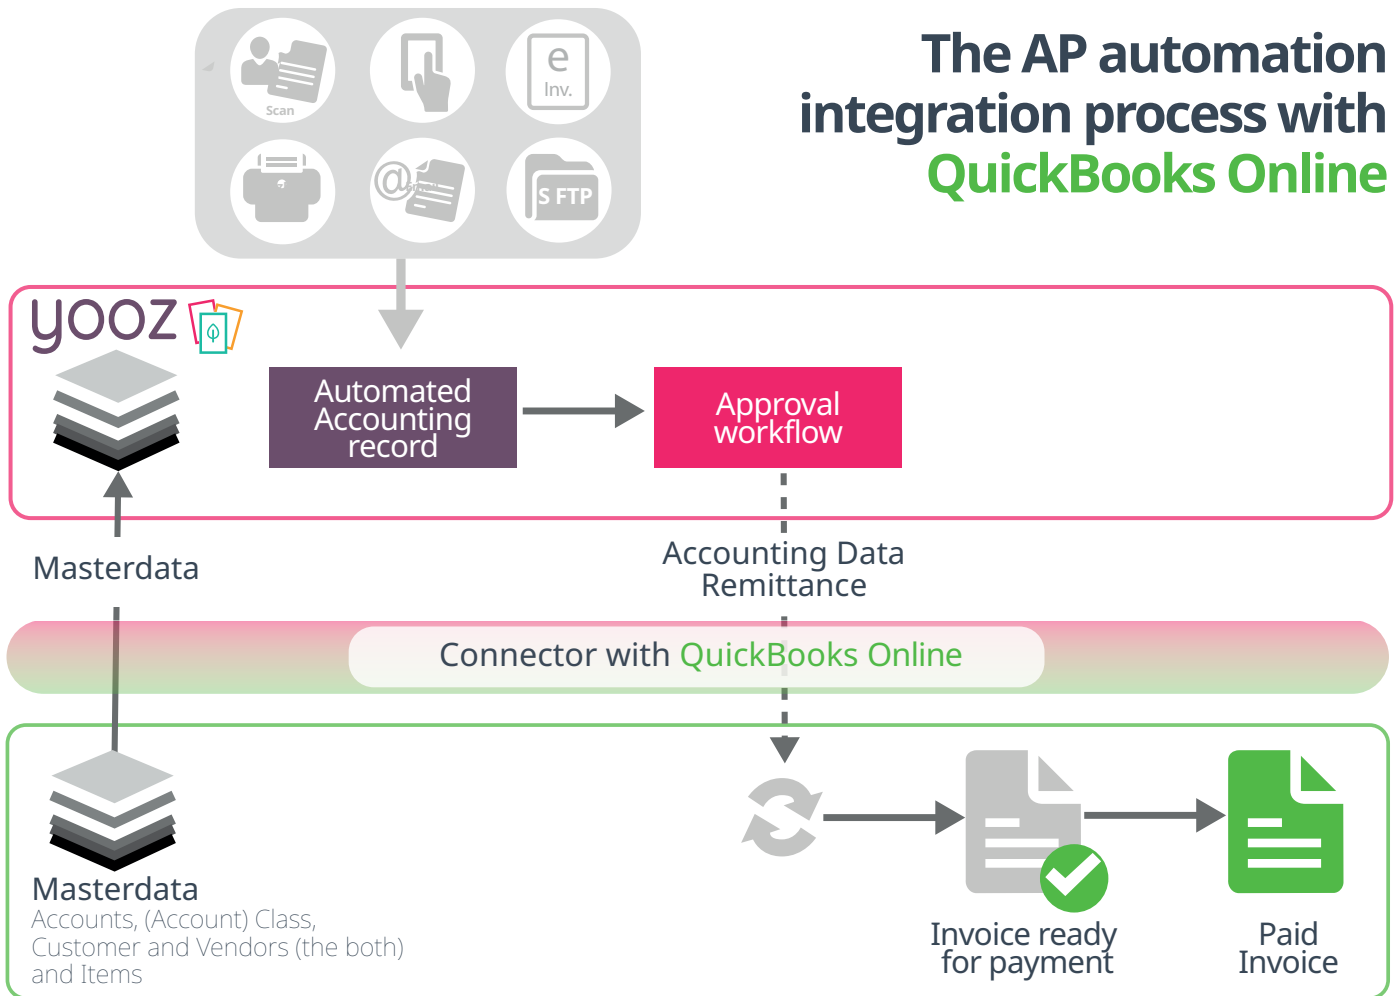 The AP automation
integration process with
QuickBooks Online
Scan
e
Inv.
@
S FTP
yooz
Automated
Accounting
record
Approval
workflow
Masterdata
Accounting Data
Remittance
Connector with QuickBooks Online
Masterdata
Accounts, (Account) Class,
Customer and Vendors (the both)
and Items
Invoice ready
for payment
Paid
Invoice